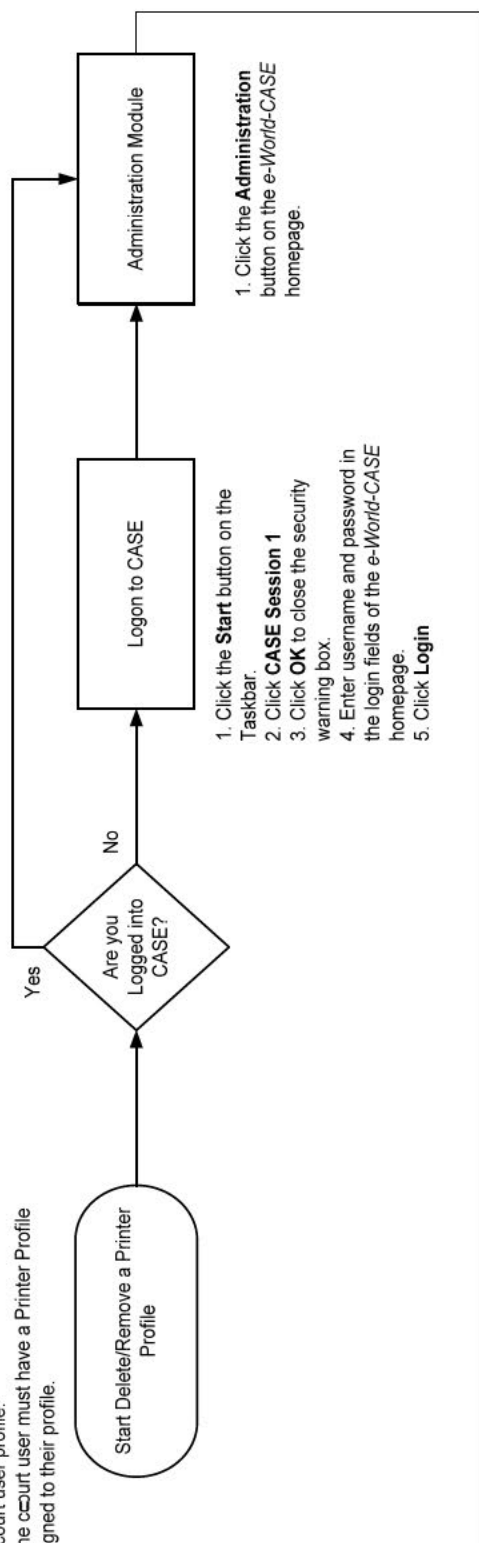 court user profile.
court user must have a Printer Profile
to their profile.
Start Delete/Remove a Printer
Profile
Are you
Logged into
CASE?
Yes
No
Logon to CASE
1. Click the Start button on the
Taskbar.
2. Click CASE Session 1
3. Click OK to close the security
warning box.
4. Enter username and password in
the login fields of the e-World-CASE
homepage.
5. Click Login
Administration Module
1. Click the Administration
button on the e-World-CASE
homepage.